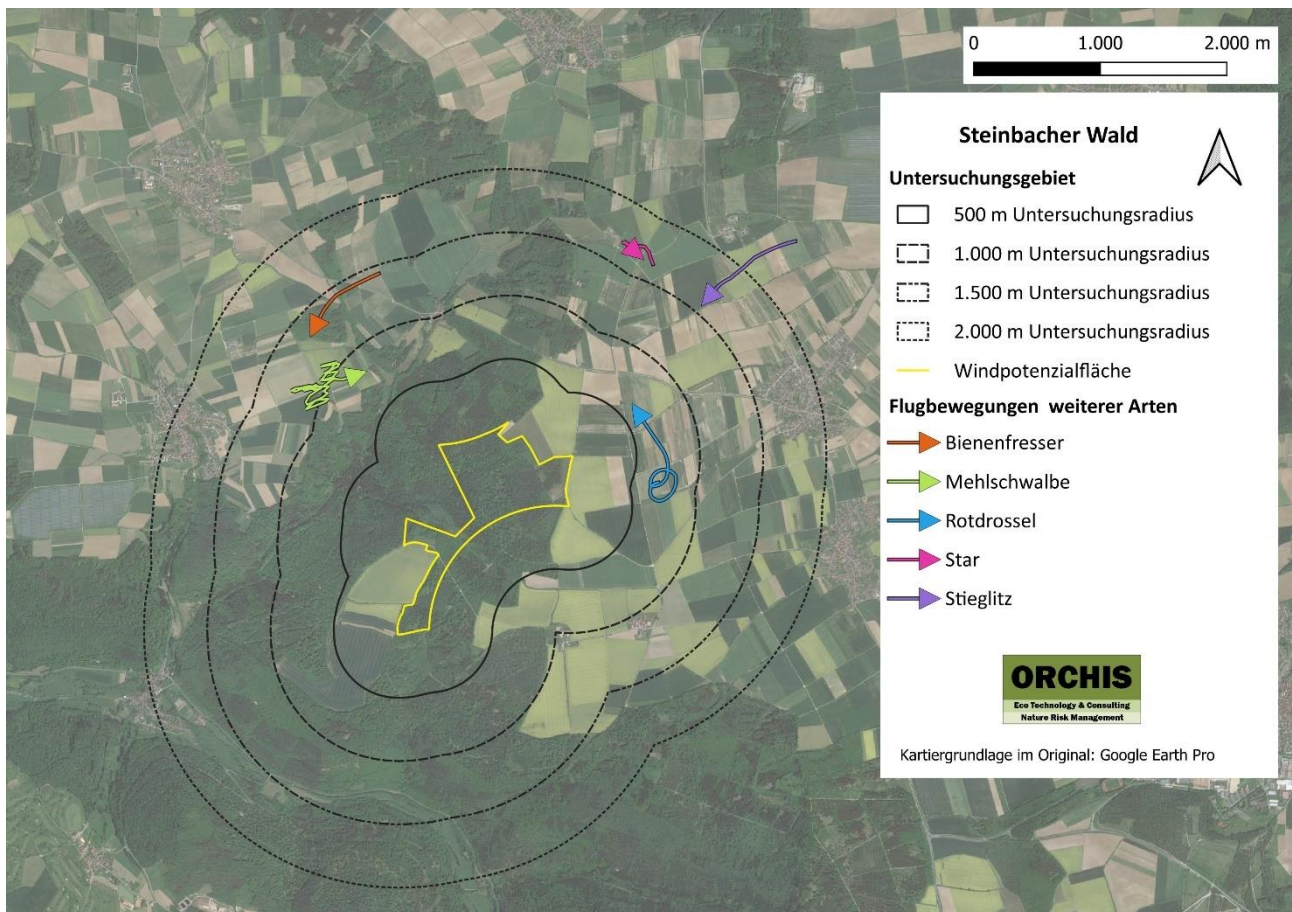 0 1.000 2.000 m
Steinbacher Wald
Untersuchungsgebiet
500 m Untersuchungsradius
1.000 m Untersuchungsradius
1.500 m Untersuchungsradius
2.000 m Untersuchungsradius
Windpotenzialfläche
Flugbewegungen weiterer Arten
Bienenfresser
Mehlschwalbe
Rotdrossel
Star
Stieglitz
ORCHIS
Eco Technology & Consulting
Nature Risk Management
Kartiergrundlage im Original: Google Earth Pro